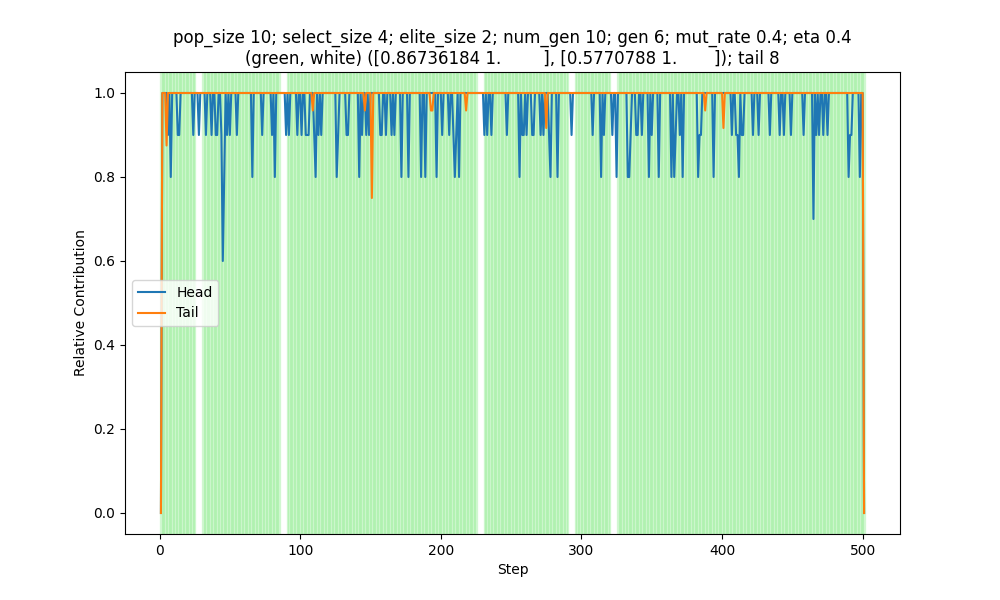 pop_size 10; select_size 4; elite_size 2; num_gen 10; gen 6; mut_rate 0.4; eta 0.4
(green, white) ([0.86736184 1.        ], [0.5770788 1.        ]); tail 8
1.0
0.8
0.6
0.4
0.2
0.0
Relative Contribution
Head
Tail
0
100
200
300
400
500
Step